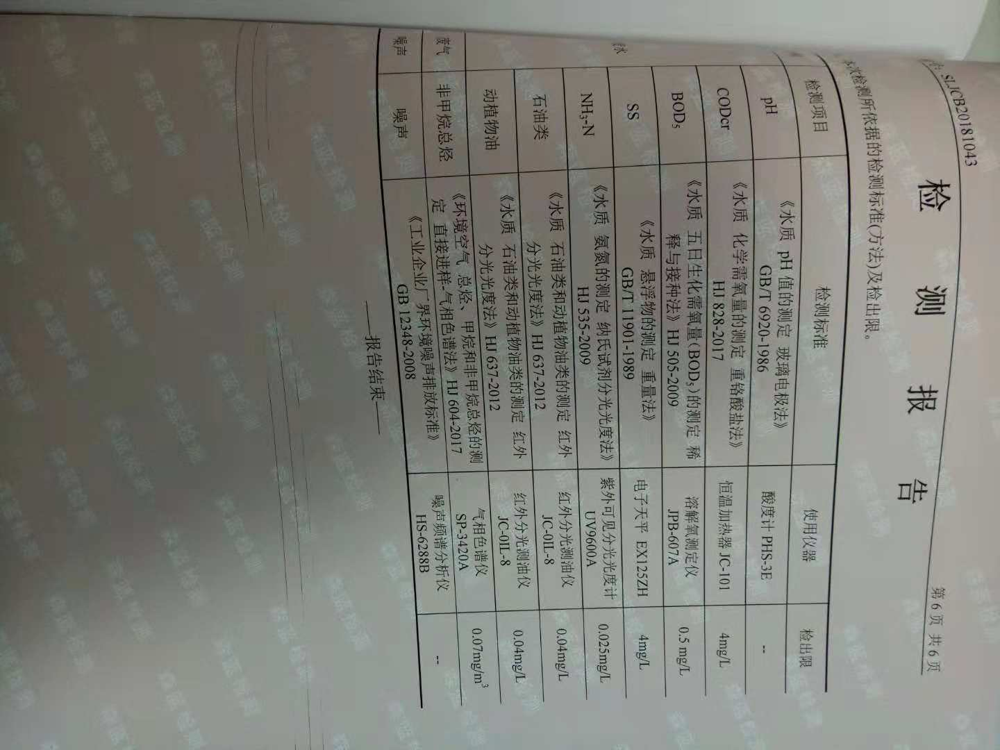 SLJCB20181043
第 6 页 共 6 页
检 测 报 告
本次检测所依据的检测标准(方法)及检出限。
检测项目 检测标准 使用仪器 检出限
pH 《水质 pH 值的测定 玻璃电极法》 GB/T 6920-1986 酸度计 PHS-3E --
CODcr 《水质 化学需氧量的测定 重铬酸盐法》 HJ 828-2017 恒温加热器 JC-101 4mg/L
BOD₅ 《水质 五日生化需氧量(BOD₅)的测定 稀释与接种法》HJ 505-2009 溶解氧测定仪 JPB-607A 0.5 mg/L
SS 《水质 悬浮物的测定 重量法》 GB/T 11901-1989 电子天平 EX125ZH 4mg/L
NH₃-N 《水质 氨氮的测定 纳氏试剂分光光度法》 HJ 535-2009 紫外可见分光光度计 UV9600A 0.025mg/L
石油类 《水质 石油类和动植物油类的测定 红外分光光度法》HJ 637-2012 红外分光测油仪 JC-0IL-8 0.04mg/L
动植物油 《水质 石油类和动植物油类的测定 红外分光光度法》HJ 637-2012 红外分光测油仪 JC-0IL-8 0.04mg/L
废气 非甲烷总烃 《环境空气 总烃、甲烷和非甲烷总烃的测定 直接进样-气相色谱法》HJ 604-2017 气相色谱仪 SP-3420A 0.07mg/m³
噪声 噪声 《工业企业厂界环境噪声排放标准》 GB 12348-2008 噪声频谱分析仪 HS-6288B --
——报告结束——